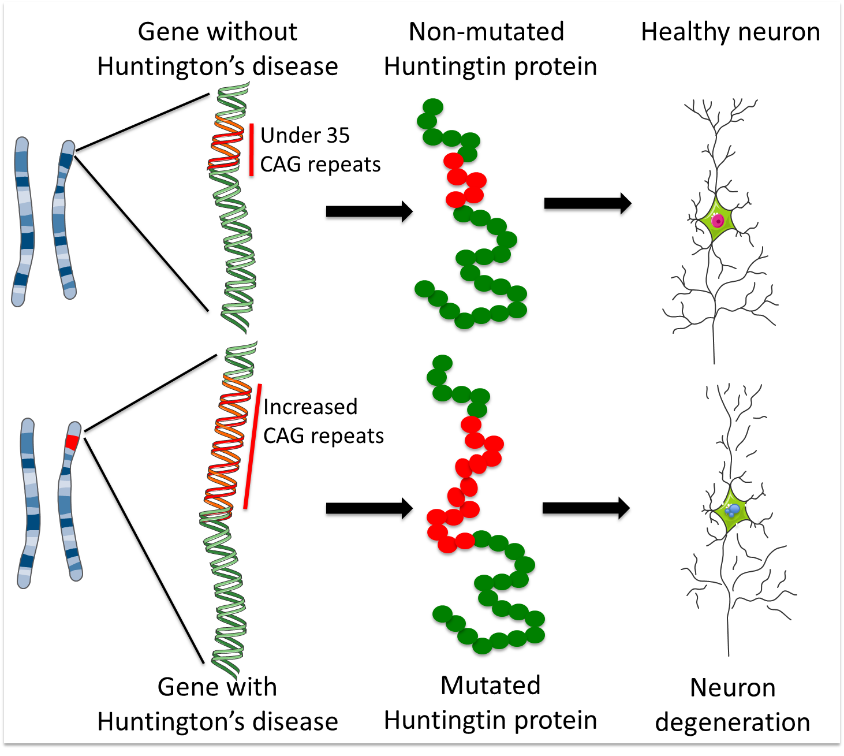 Gene without
Huntington's disease
Non-mutated
Huntingtin protein
Healthy neuron
Under 35
CAG repeats
Increased
CAG repeats
Gene with
Huntington's disease
Mutated
Huntingtin protein
Neuron
degeneration